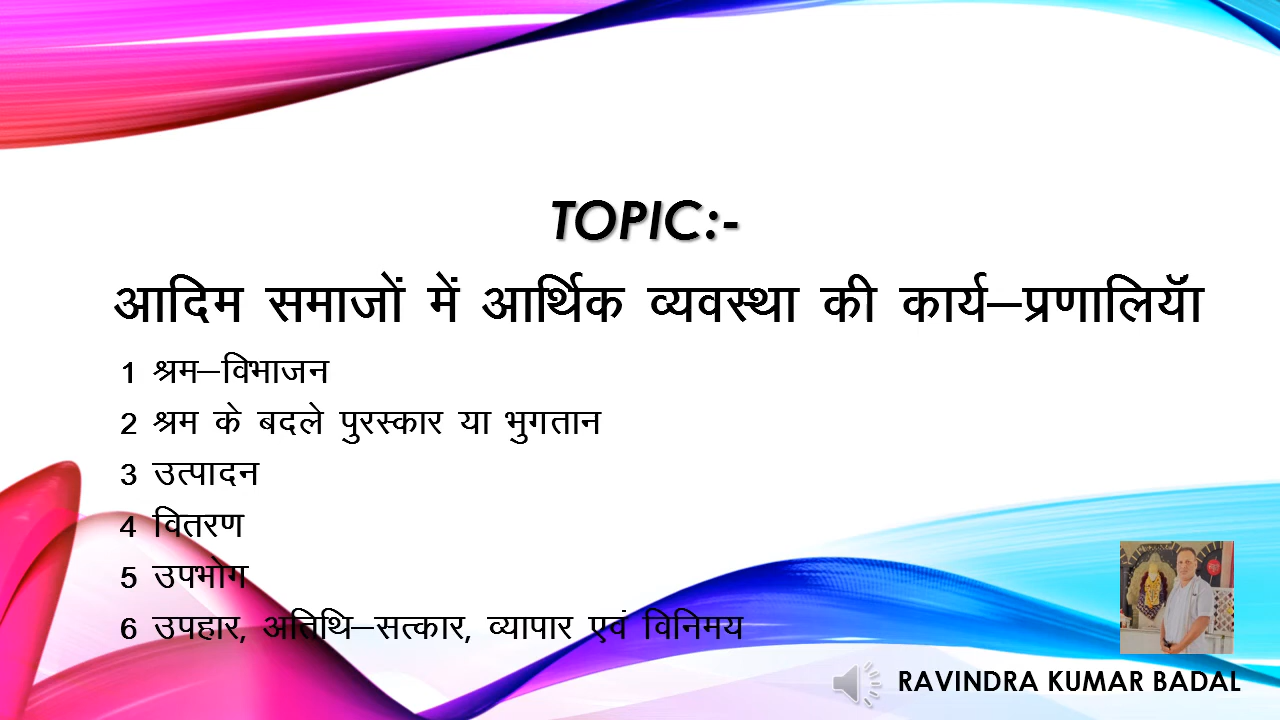 TOPIC:-
आदिम समाजों में आर्थिक व्यवस्था की कार्य–प्रणालियॉं
1 श्रम–विभाजन
2 श्रम के बदले पुरस्कार या भुगतान
3 उत्पादन
4 वितरण
5 उपभोग
6 उपहार, अतिथि–सत्कार, व्यापार एवं विनिमय
RAVINDRA KUMAR BADAL